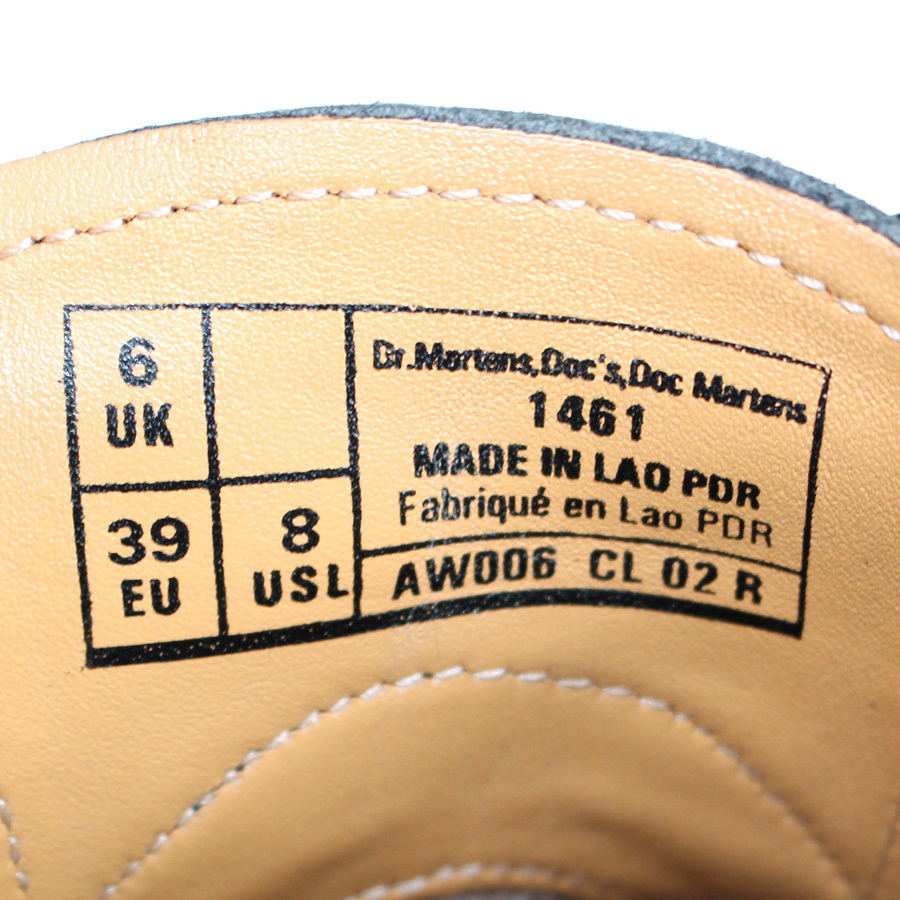 6
UK
39
EU
8
USL
Dr.Martens,Doc's,Doc Martens
1461
MADE IN LAO PDR
Fabriqué en Lao PDR
AW006 CL 02 R